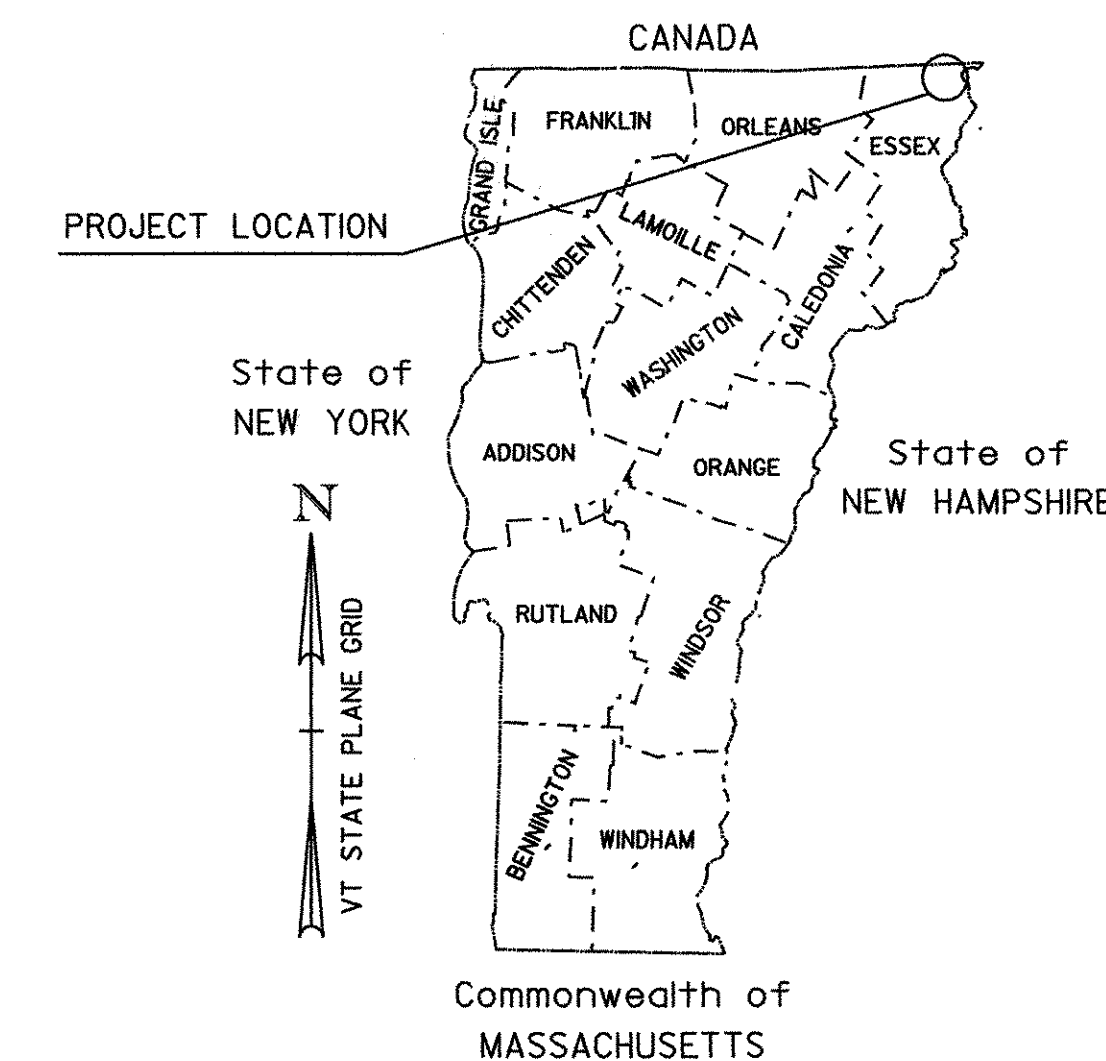 CANADA
GRAND ISLE
FRANKLIN
ORLEANS
ESSEX
PROJECT LOCATION
LAMOILLE
CHITTENDEN
CALEDONIA
WASHINGTON
State of
NEW YORK
ADDISON
ORANGE
State of
NEW HAMPSHIRE
N
VT STATE PLANE GRID
RUTLAND
WINDSOR
BENNINGTON
WINDHAM
Commonwealth of
MASSACHUSETTS